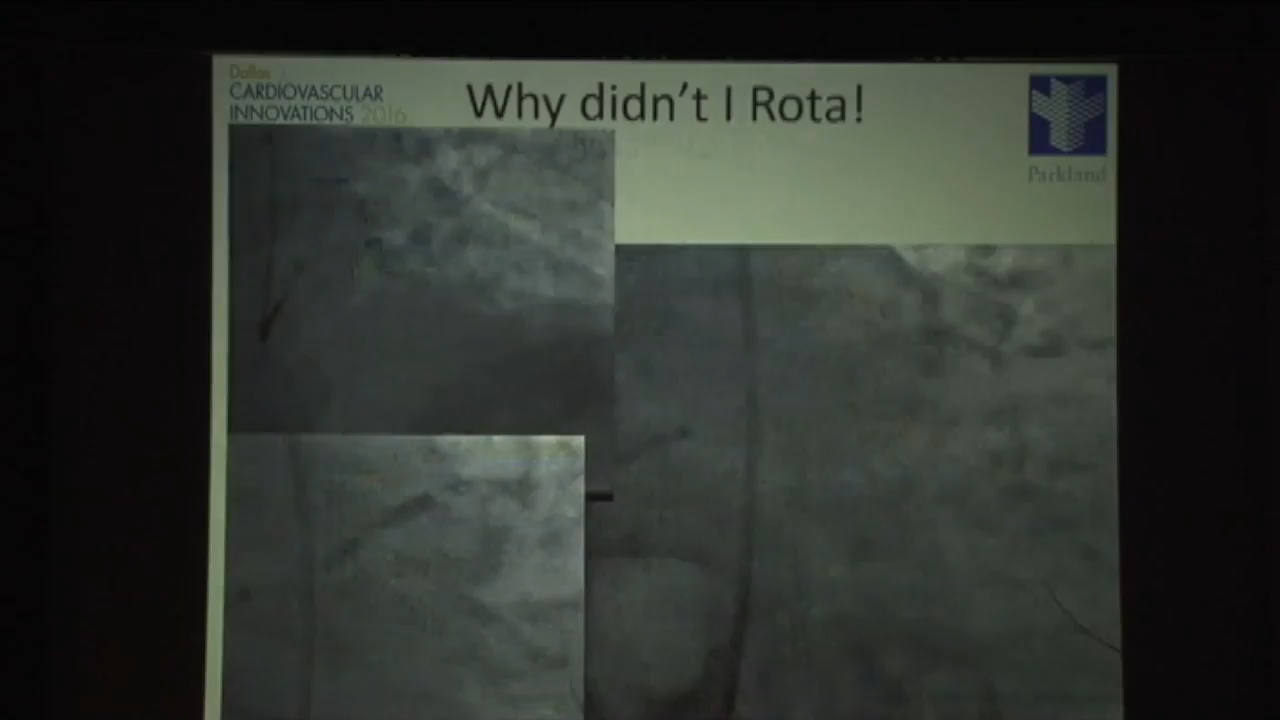 Dallas
CARDIOVASCULAR
INNOVATIONS 2016
Why didn't I Rota!
Parkland